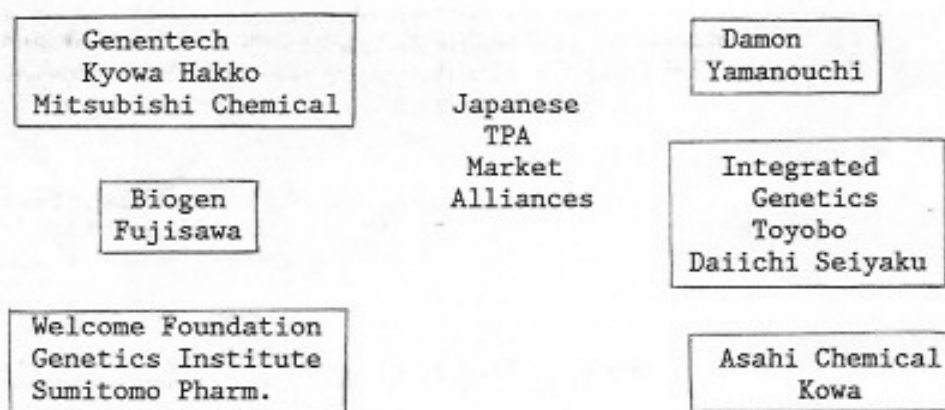 Genentech
Kyowa Hakko
Mitsubishi Chemical
Biogen
Fujisawa
Welcome Foundation
Genetics Institute
Sumitomo Pharm.
Japanese
TPA
Market
Alliances
Damon
Yamanouchi
Integrated
Genetics
Toyobo
Daiichi Seiyaku
Asahi Chemical
Kowa